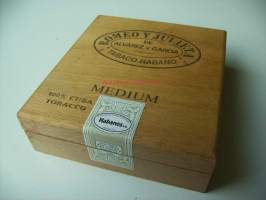 ROMEO Y JULIETA
DE
ALVAREZ Y GARCIA
TABACO HABANO
MEDIUM
100% CUBA
TOBACCO
Habanos s.a.